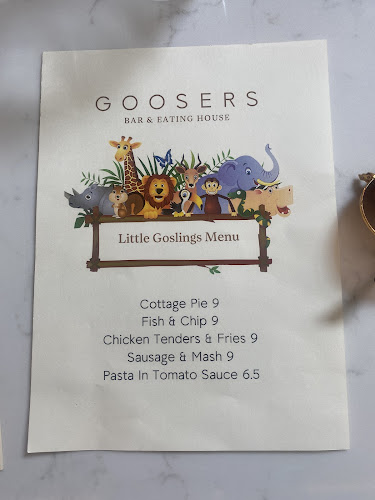 GOOSERS
BAR & EATING HOUSE
Little Goslings Menu
Cottage Pie 9
Fish & Chip 9
Chicken Tenders & Fries 9
Sausage & Mash 9
Pasta In Tomato Sauce 6.5